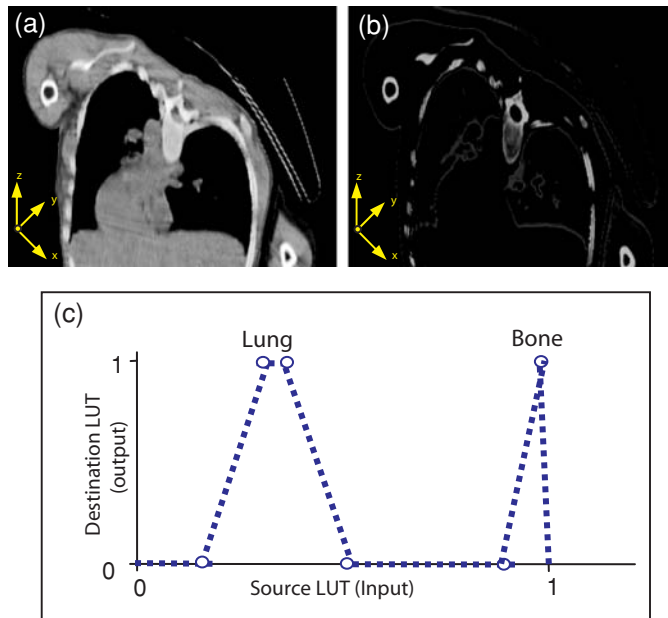 (a)
z
y
x
(b)
z
y
x
(c)
Lung
Bone
1
Destination LUT
(output)
0
0
Source LUT (Input)
1